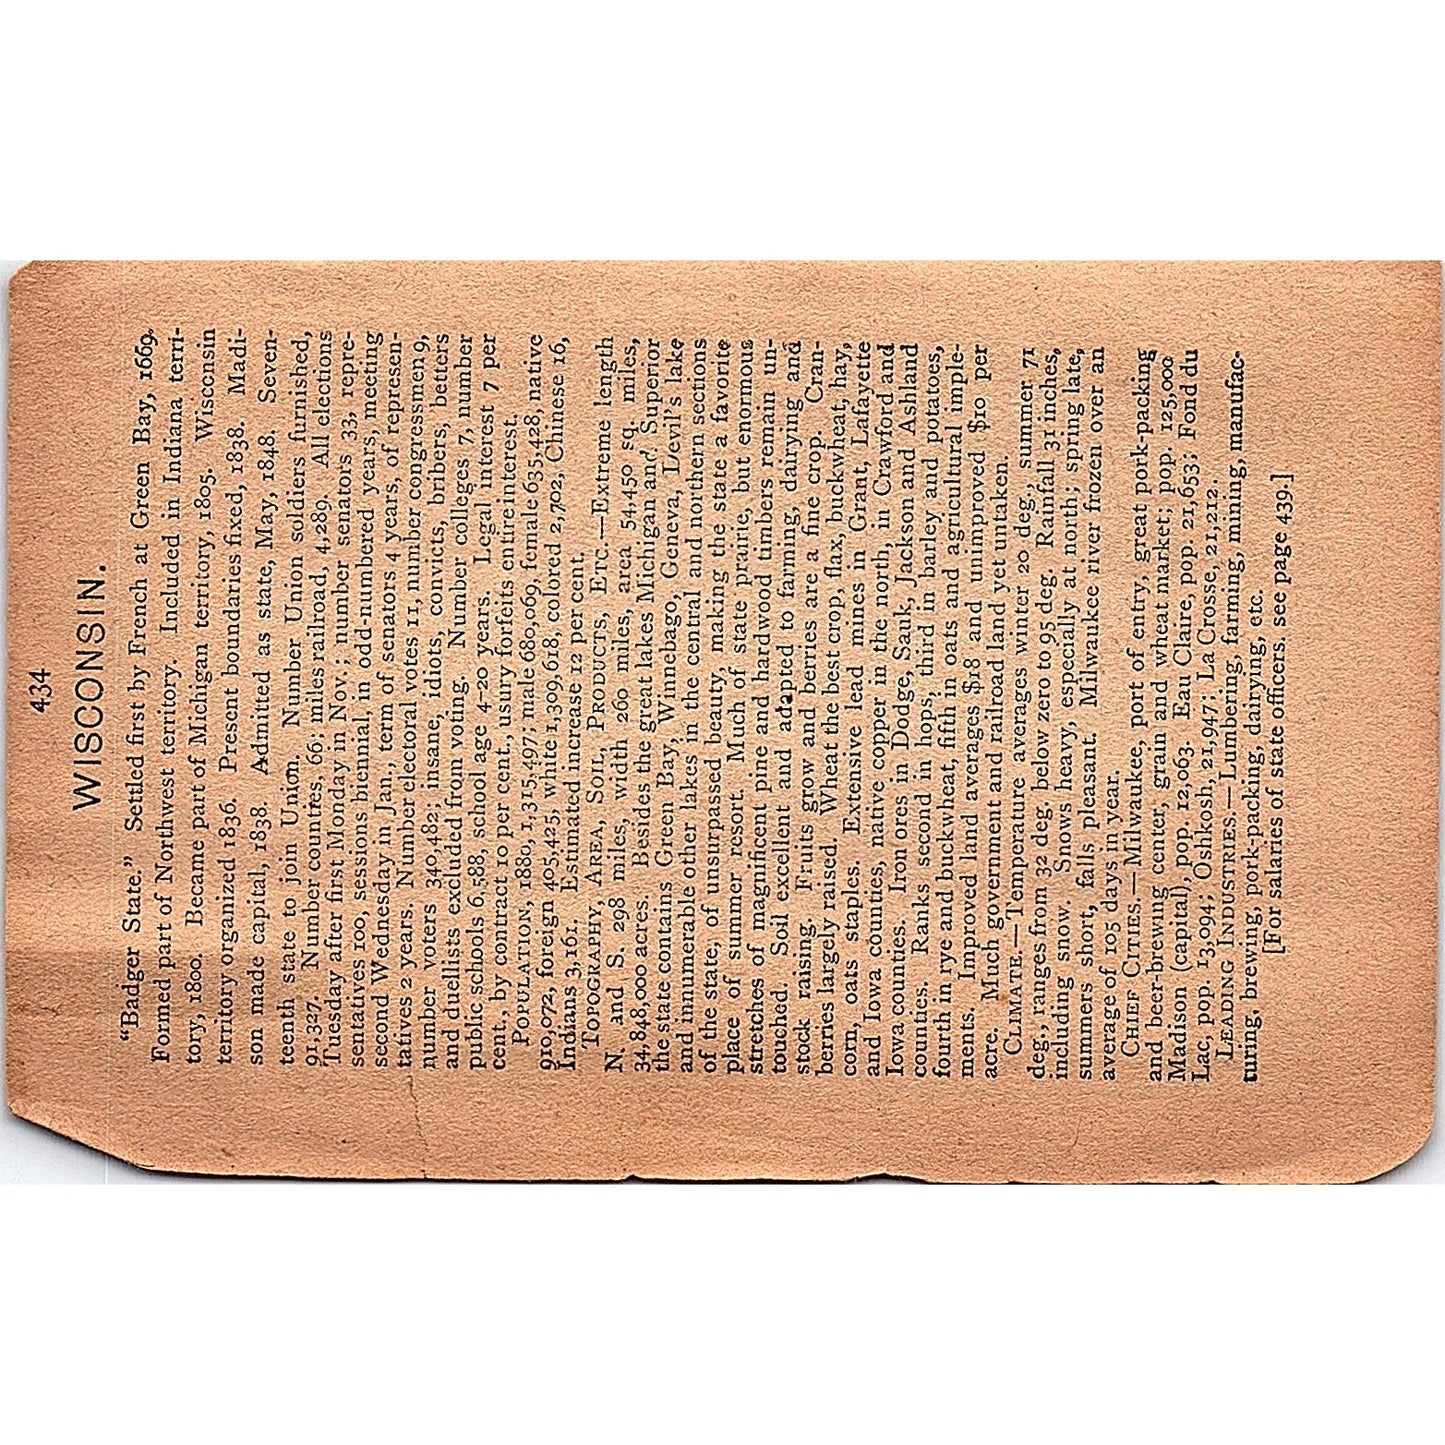 434
WISCONSIN.
"Badger State." Settled first by French at Green Bay, 1669.
Formed part of Northwest territory. Included in Indiana terri-
tory, 1800. Became part of Michigan territory, 1805. Wisconsin
territory organized 1836. Present boundaries fixed, 1838. Madi-
son made capital, 1838. Admitted as state, May, 1848. Seven-
teenth state to join Union. Number Union soldiers furnished,
91,327. Number counties, 66; miles railroad, 4,289. All elections
Tuesday after first Monday in Nov.; number senators 33, repre-
sentatives 100, sessions biennial, in odd-numbered years, meeting
second Wednesday in Jan., term of senators 4 years, of represen-
tatives 2 years. Number electoral votes 11, number congressmen 9,
number voters 340,482; insane, idiots, convicts, bribers, betters
and duellists excluded from voting. Number colleges 7, number
public schools 6,588, school age 4-20 years. Legal interest 7 per
cent., by contract 10 per cent., usury forfeits entire interest.
POPULATION, 1880, 1,315,497; male 680,069, female 635,428, native
910,072, foreign 405,425, white 1,309,618, colored 2,702, Chinese 16,
Indians 3,161. Estimated increase 12 per cent.
TOPOGRAPHY, AREA, SOIL, PRODUCTS, ETC.—Extreme length
N. and S. 298 miles, width 260 miles, area 54,450 sq. miles,
34,848,000 acres. Besides the great lakes Michigan and Superior
the state contains Green Bay, Winnebago, Geneva, Devil's lake
and innumerable other lakes in the central and northern sections
of the state, of unsurpassed beauty, making the state a favorite
place of summer resort. Much of state prairie, but enormous
stretches of magnificent pine and hardwood timbers remain un-
touched. Soil excellent and adapted to farming, dairying and
stock raising. Fruits grow and berries are a fine crop. Cran-
berries largely raised. Wheat the best crop, flax, buckwheat, hay,
corn, oats staples. Extensive lead mines in Grant, Lafayette
and Iowa counties, native copper in the north, in Crawford and
Iowa counties. Iron ores in Dodge, Sauk, Jackson and Ashland
counties. Ranks second in hops, third in barley and potatoes,
fourth in rye and buckwheat, fifth in oats and agricultural imple-
ments. Improved land averages $18 and unimproved $10 per
acre. Much government and railroad land yet untaken.
CLIMATE.—Temperature averages winter 20 deg., summer 71
deg., ranges from 32 deg. below zero to 95 deg. Rainfall 31 inches,
including snow. Snows heavy, especially at north; spring late,
summers short, falls pleasant. Milwaukee river frozen over an
average of 105 days in year.
CHIEF CITIES.—Milwaukee, port of entry, great pork-packing
and beer-brewing center, grain and wheat market; pop. 125,000
Madison (capital), pop. 12,063. Eau Claire, pop. 21,653; Fond du
Lac, pop. 13,094; Oshkosh, 21,947; La Crosse, 21,212.
LEADING INDUSTRIES.—Lumbering, farming, mining, manufac-
turing, brewing, pork-packing, dairying, etc.
[For salaries of state officers. see page 439.]